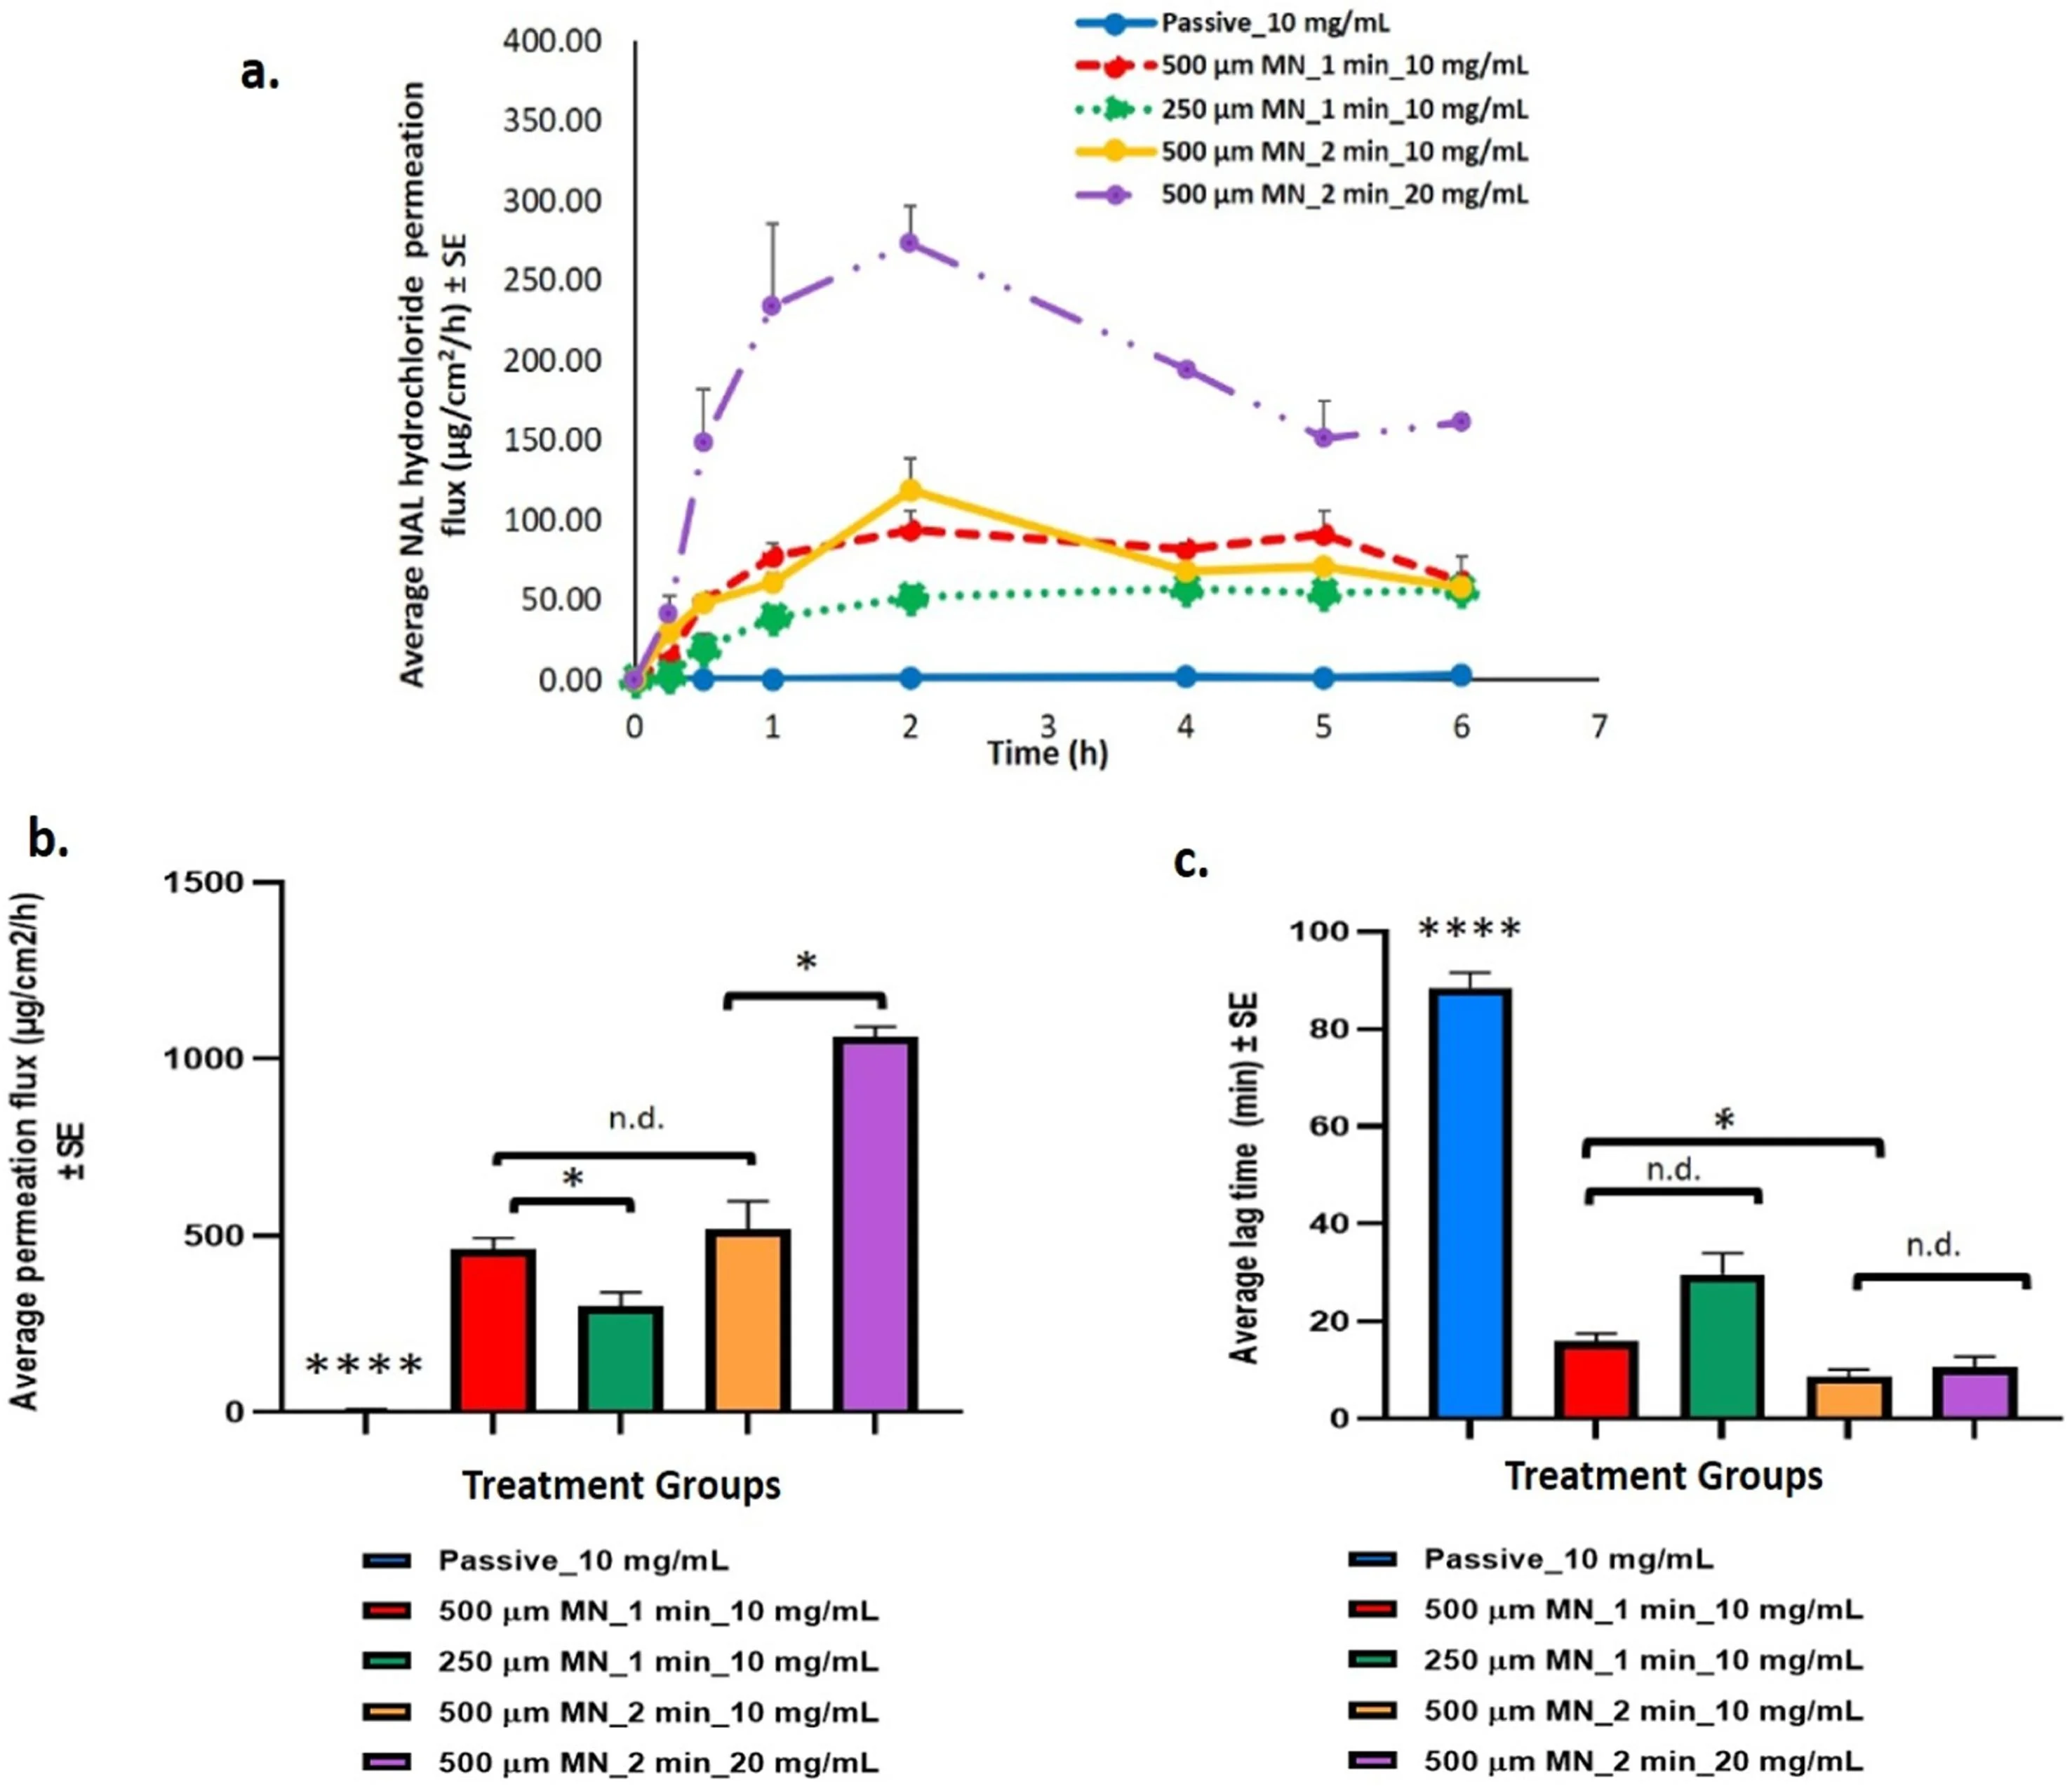 a.
Average NAL hydrochloride permeation
flux (µg/cm²/h) ± SE
400.00
350.00
300.00
250.00
200.00
150.00
100.00
50.00
0.00
0 1 2 3 4 5 6 7
Time (h)
Passive_10 mg/mL
500 µm MN_1 min_10 mg/mL
250 µm MN_1 min_10 mg/mL
500 µm MN_2 min_10 mg/mL
500 µm MN_2 min_20 mg/mL
b.
Average permeation flux (µg/cm2/h)
± SE
1500
1000
500
0
****
*
n.d.
*
Treatment Groups
Passive_10 mg/mL
500 µm MN_1 min_10 mg/mL
250 µm MN_1 min_10 mg/mL
500 µm MN_2 min_10 mg/mL
500 µm MN_2 min_20 mg/mL
c.
Average lag time (min) ± SE
100
80
60
40
20
0
****
*
n.d.
n.d.
Treatment Groups
Passive_10 mg/mL
500 µm MN_1 min_10 mg/mL
250 µm MN_1 min_10 mg/mL
500 µm MN_2 min_10 mg/mL
500 µm MN_2 min_20 mg/mL